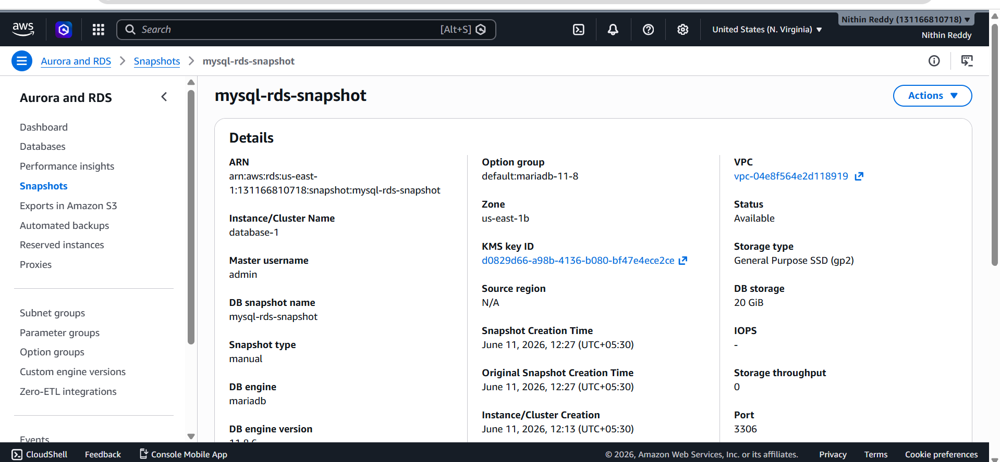 aws
Search [Alt+S]
United States (N. Virginia)
Nithin Reddy (131166810718)
Nithin Reddy
Aurora and RDS
Snapshots
mysql-rds-snapshot
Aurora and RDS
Dashboard
Databases
Performance insights
Snapshots
Exports in Amazon S3
Automated backups
Reserved instances
Proxies
Subnet groups
Parameter groups
Option groups
Custom engine versions
Zero-ETL integrations
Events
mysql-rds-snapshot
Actions
Details
ARN
arn:aws:rds:us-east-
1:131166810718:snapshot:mysql-rds-snapshot
Instance/Cluster Name
database-1
Master username
admin
DB snapshot name
mysql-rds-snapshot
Snapshot type
manual
DB engine
mariadb
DB engine version
Option group
default:mariadb-11-8
Zone
us-east-1b
KMS key ID
d0829d66-a98b-4136-b080-bf47e4ece2ce
Source region
N/A
Snapshot Creation Time
June 11, 2026, 12:27 (UTC+05:30)
Original Snapshot Creation Time
June 11, 2026, 12:27 (UTC+05:30)
Instance/Cluster Creation
June 11, 2026, 12:13 (UTC+05:30)
VPC
vpc-04e8f564e2d118919
Status
Available
Storage type
General Purpose SSD (gp2)
DB storage
20 GiB
IOPS
-
Storage throughput
0
Port
3306
CloudShell
Feedback
Console Mobile App
© 2026, Amazon Web Services, Inc. or its affiliates.
Privacy
Terms
Cookie preferences